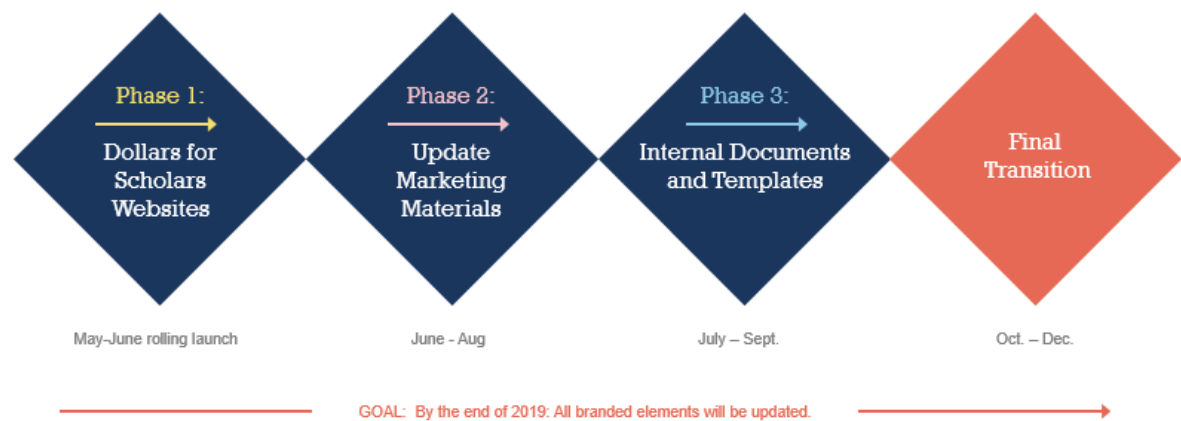 Phase 1:
Dollars for
Scholars
Websites
May-June rolling launch
Phase 2:
Update
Marketing
Materials
June - Aug
Phase 3:
Internal Documents
and Templates
July – Sept.
Final
Transition
Oct. – Dec.
GOAL:  By the end of 2019: All branded elements will be updated.